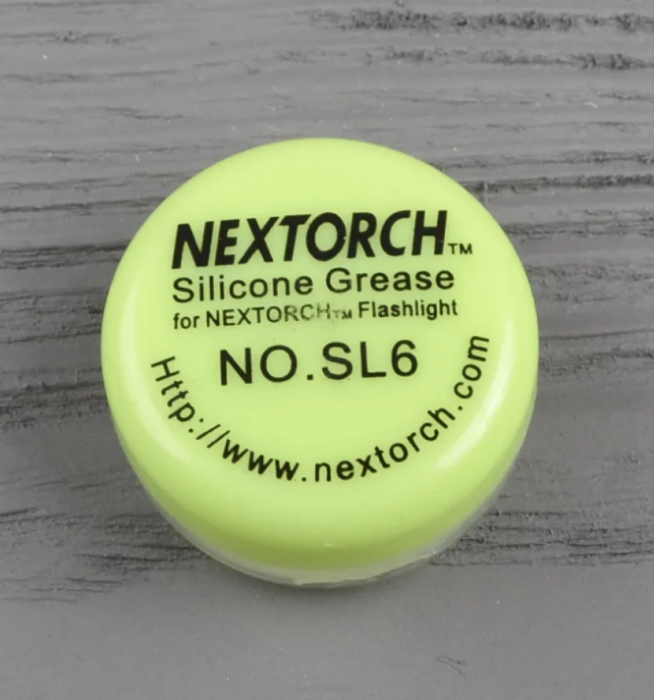 NEXTORCH™
Silicone Grease
for NEXTORCH™ Flashlight
NO.SL6
Http://www.nextorch.com